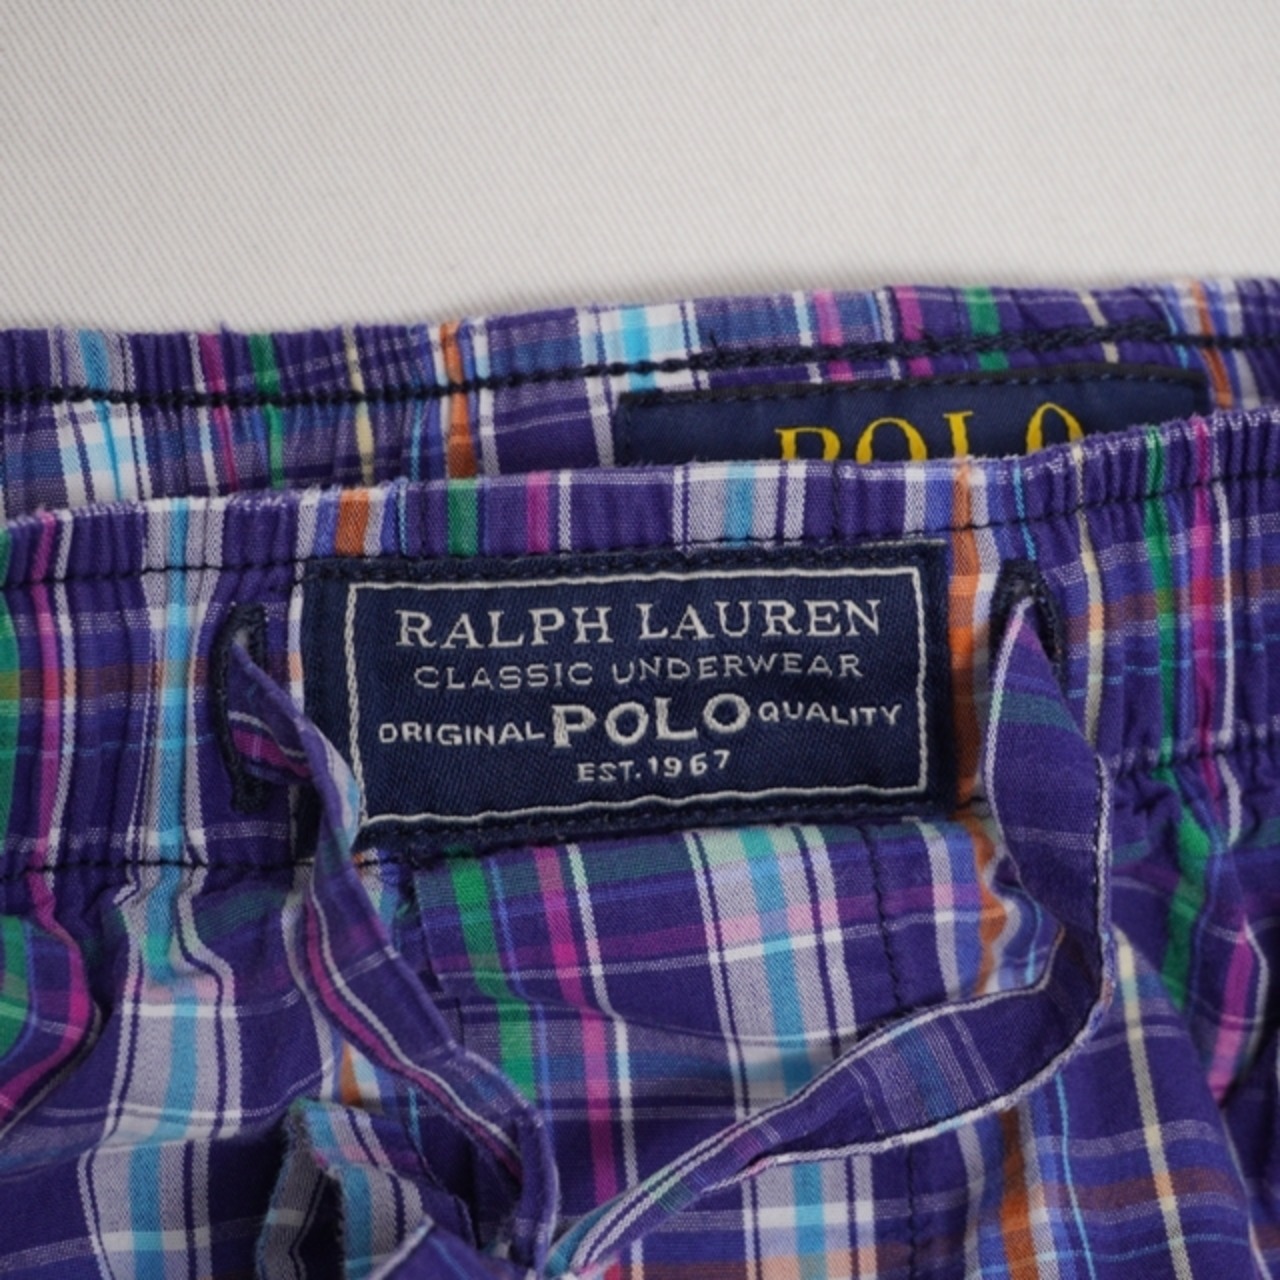 POLO
RALPH LAUREN
CLASSIC UNDERWEAR
ORIGINAL POLO QUALITY
EST. 1967